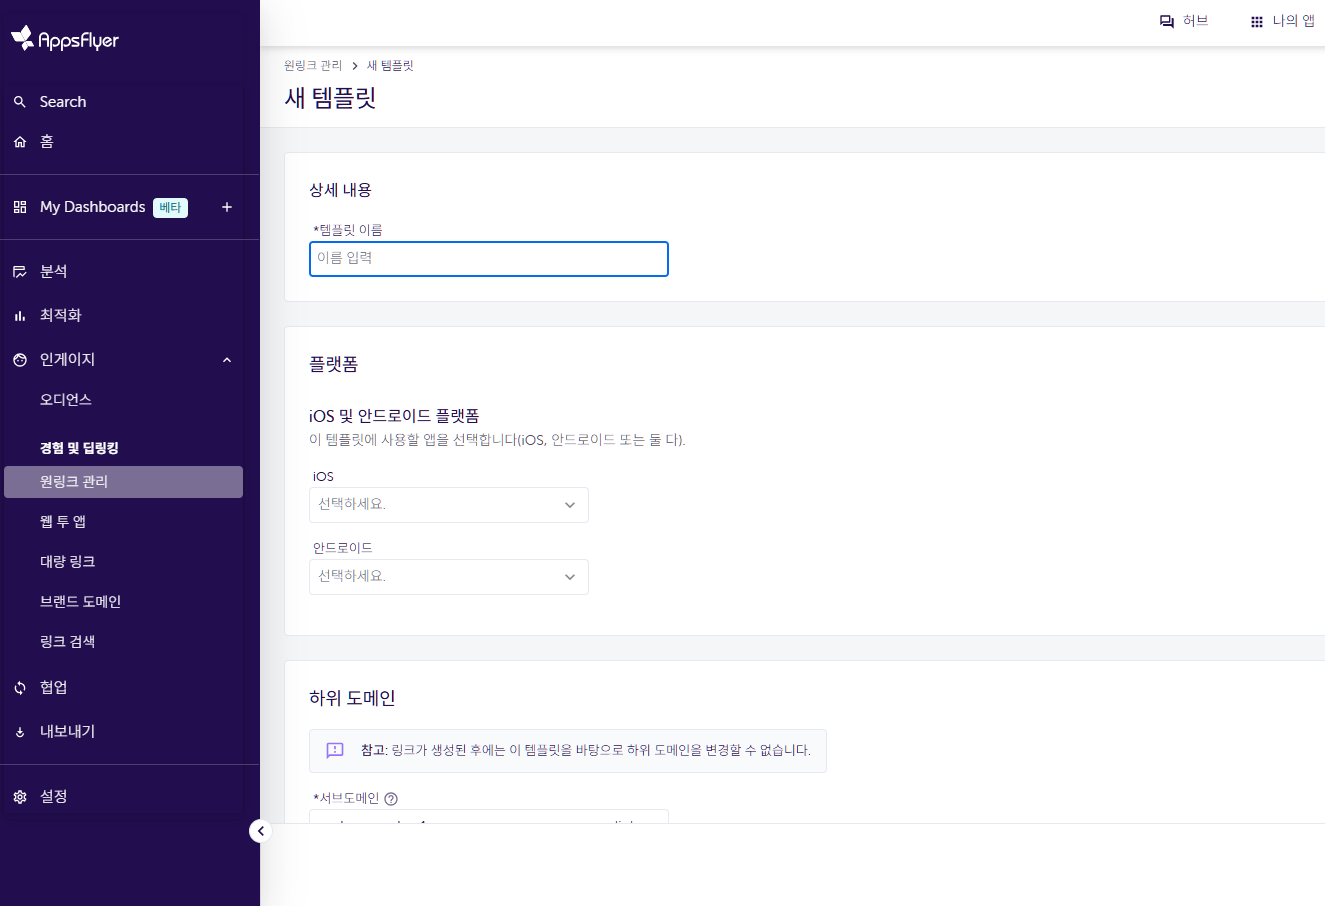 AppsFlyer
Search
홈
My Dashboards 베타 +
분석
최적화
인게이지
오디언스
경험 및 딥링킹
원링크 관리
웹 투 앱
대량 링크
브랜드 도메인
링크 검색
협업
내보내기
설정
허브
나의 앱
원링크 관리 > 새 템플릿
새 템플릿
상세 내용
*템플릿 이름
이름 입력
플랫폼
iOS 및 안드로이드 플랫폼
이 템플릿에 사용할 앱을 선택합니다(iOS, 안드로이드 또는 둘 다).
iOS
선택하세요.
안드로이드
선택하세요.
하위 도메인
참고: 링크가 생성된 후에는 이 템플릿을 바탕으로 하위 도메인을 변경할 수 없습니다.
*서브도메인